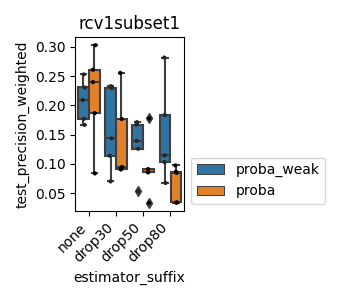 rcv1subset1
test_precision_weighted
0.30
0.25
0.20
0.15
0.10
0.05
none
drop30
drop50
drop80
estimator_suffix
proba_weak
proba